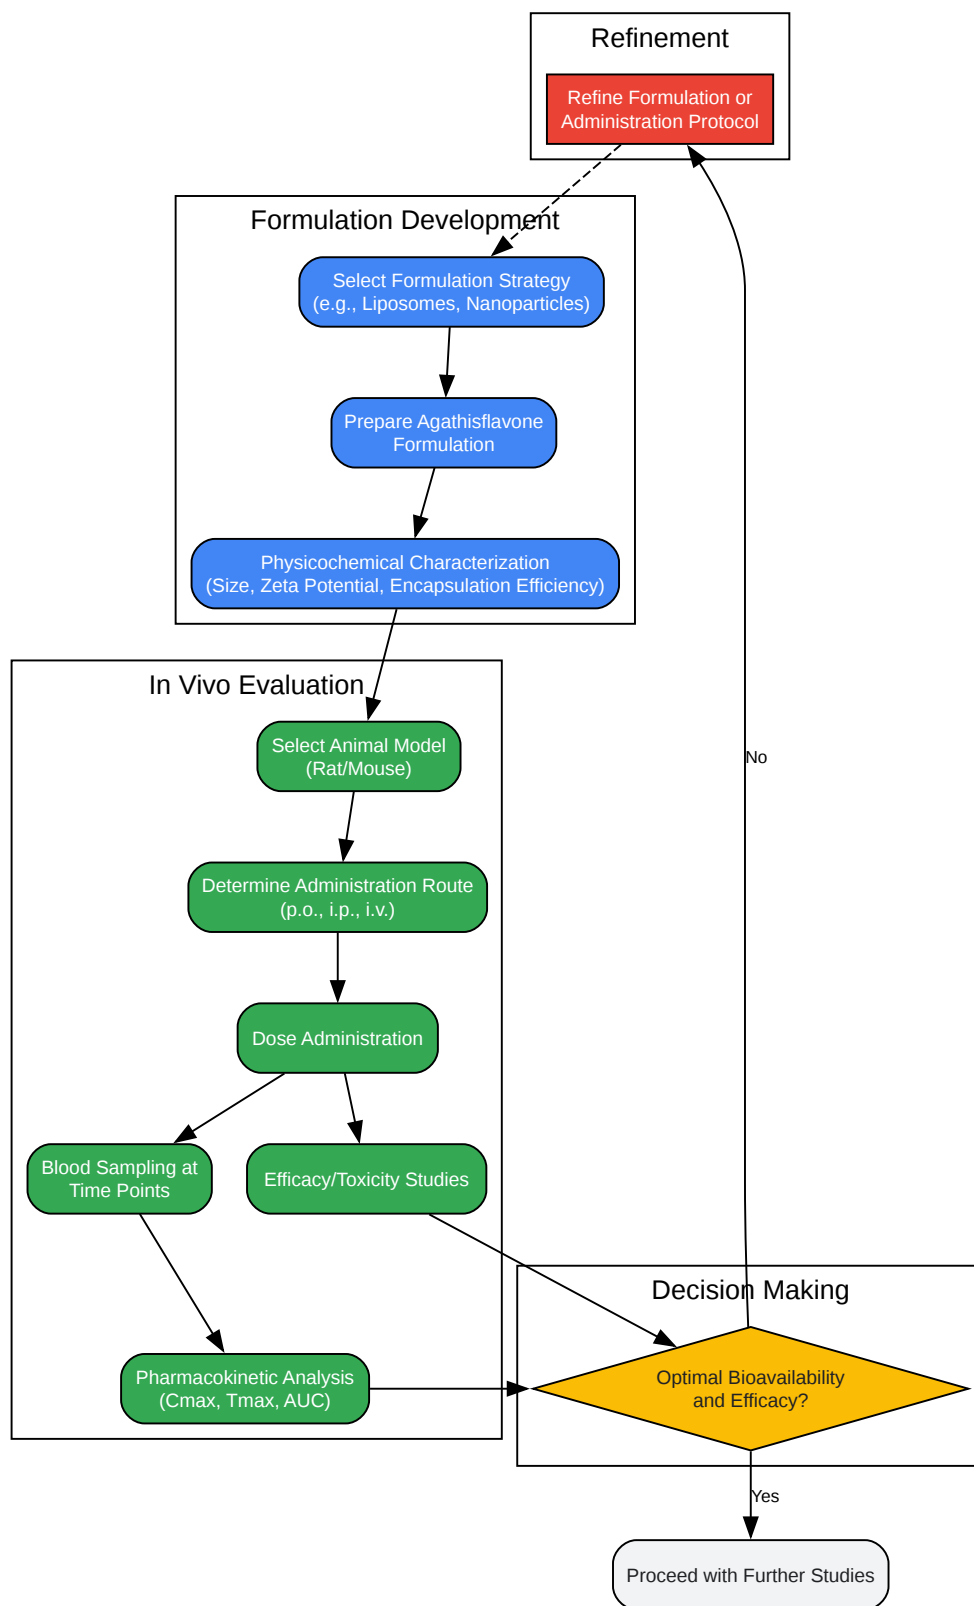 Refinement
Refine Formulation or
Administration Protocol
Formulation Development
Select Formulation Strategy
(e.g., Liposomes, Nanoparticles)
Prepare Agathisflavone
Formulation
Physicochemical Characterization
(Size, Zeta Potential, Encapsulation Efficiency)
In Vivo Evaluation
Select Animal Model
(Rat/Mouse)
No
Determine Administration Route
(p.o., i.p., i.v.)
Dose Administration
Blood Sampling at
Time Points
Efficacy/Toxicity Studies
Pharmacokinetic Analysis
(Cmax, Tmax, AUC)
Decision Making
Optimal Bioavailability
and Efficacy?
Yes
Proceed with Further Studies